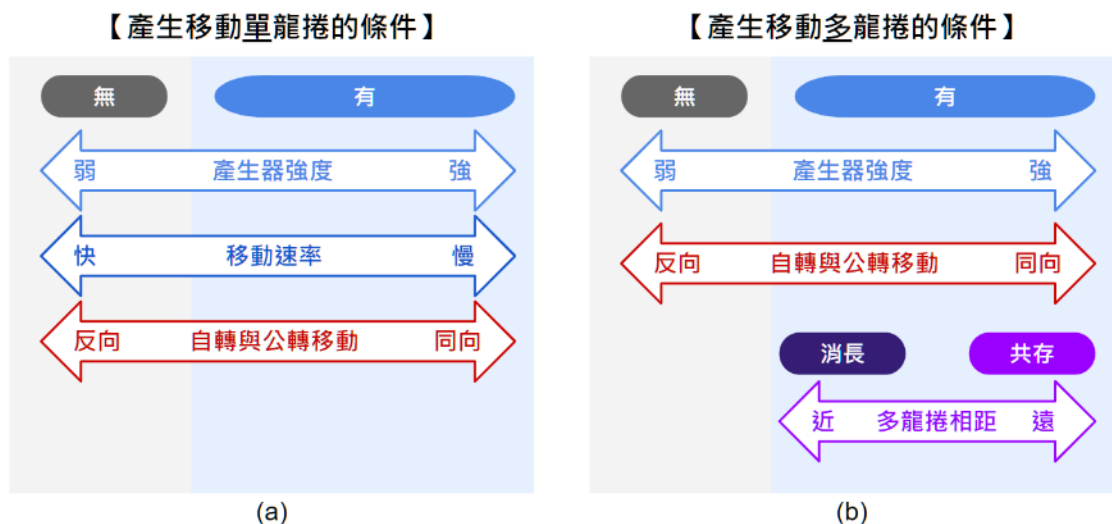 【產生移動單龍捲的條件】
無 有
弱 產生器強度 強
快 移動速率 慢
反向 自轉與公轉移動 同向
(a)
【產生移動多龍捲的條件】
無 有
弱 產生器強度 強
反向 自轉與公轉移動 同向
消長 共存
近 多龍捲相距 遠
(b)